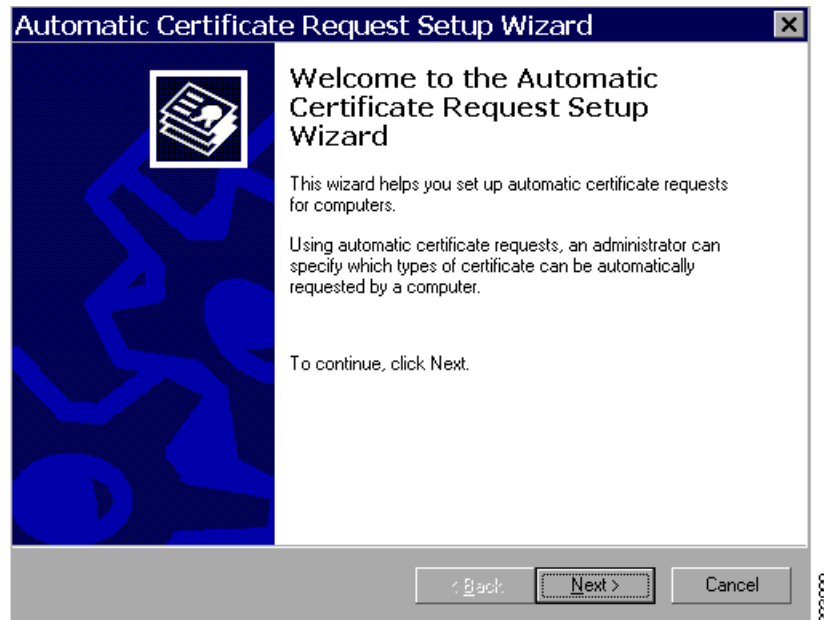 Automatic Certificate Request Setup Wizard
Welcome to the Automatic
Certificate Request Setup
Wizard
This wizard helps you set up automatic certificate requests
for computers.
Using automatic certificate requests, an administrator can
specify which types of certificate can be automatically
requested by a computer.
To continue, click Next.
< Back
Next >
Cancel